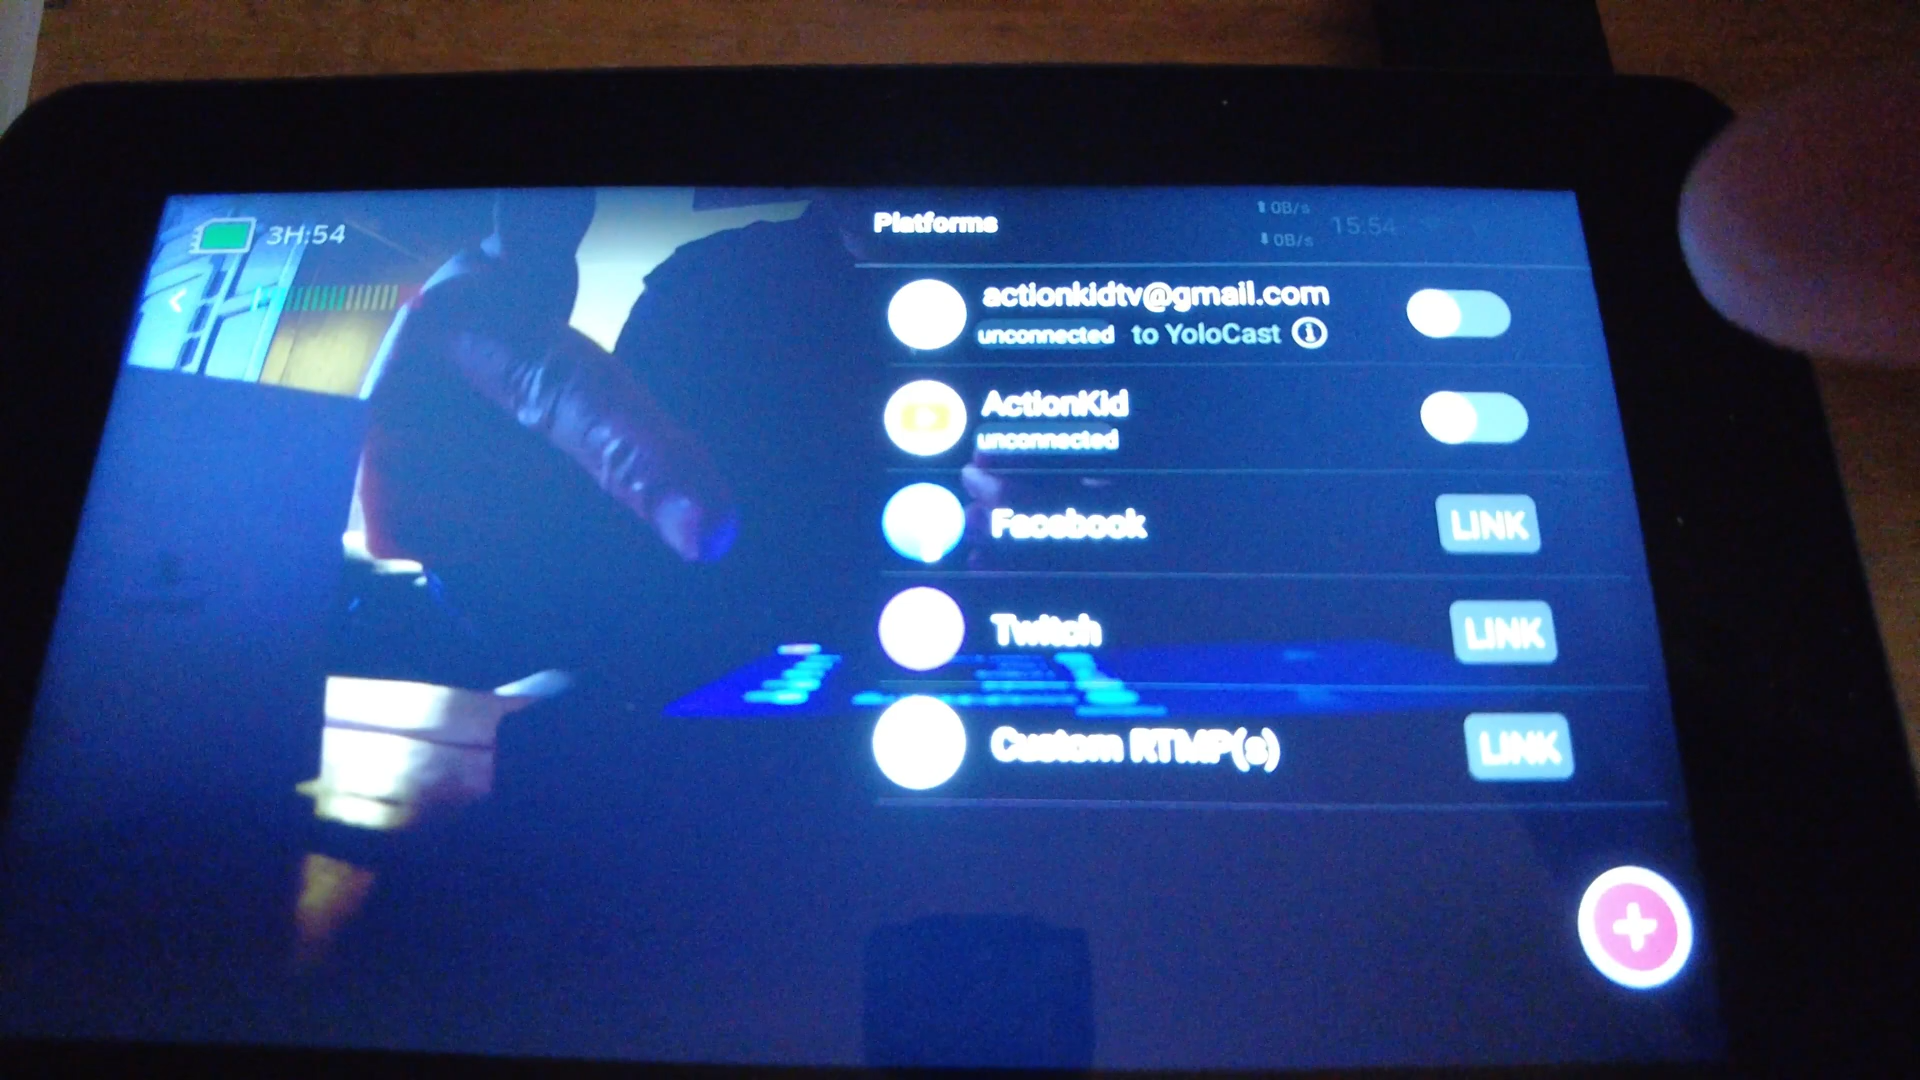 3H:54
Platforms
0B/s
0B/s
15:54
actionkidtv@gmail.com
unconnected to YoloCast
ActionKid
unconnected
Facebook
LINK
Twitch
LINK
Custom RTMP(s)
LINK